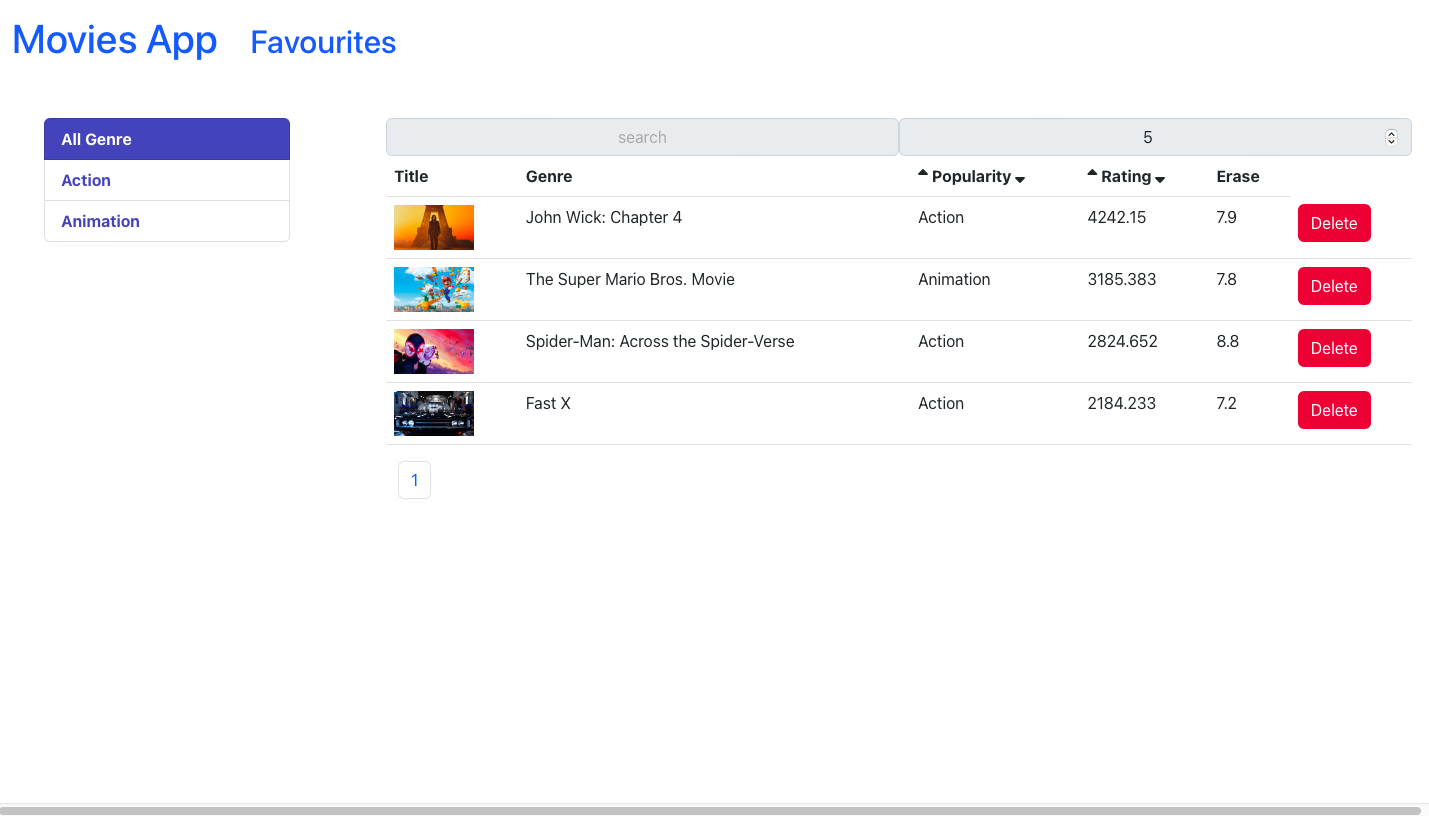 Movies App Favourites
All Genre
Action
Animation
search 5
Title Genre Popularity Rating Erase
John Wick: Chapter 4 Action 4242.15 7.9 Delete
The Super Mario Bros. Movie Animation 3185.383 7.8 Delete
Spider-Man: Across the Spider-Verse Action 2824.652 8.8 Delete
Fast X Action 2184.233 7.2 Delete
1